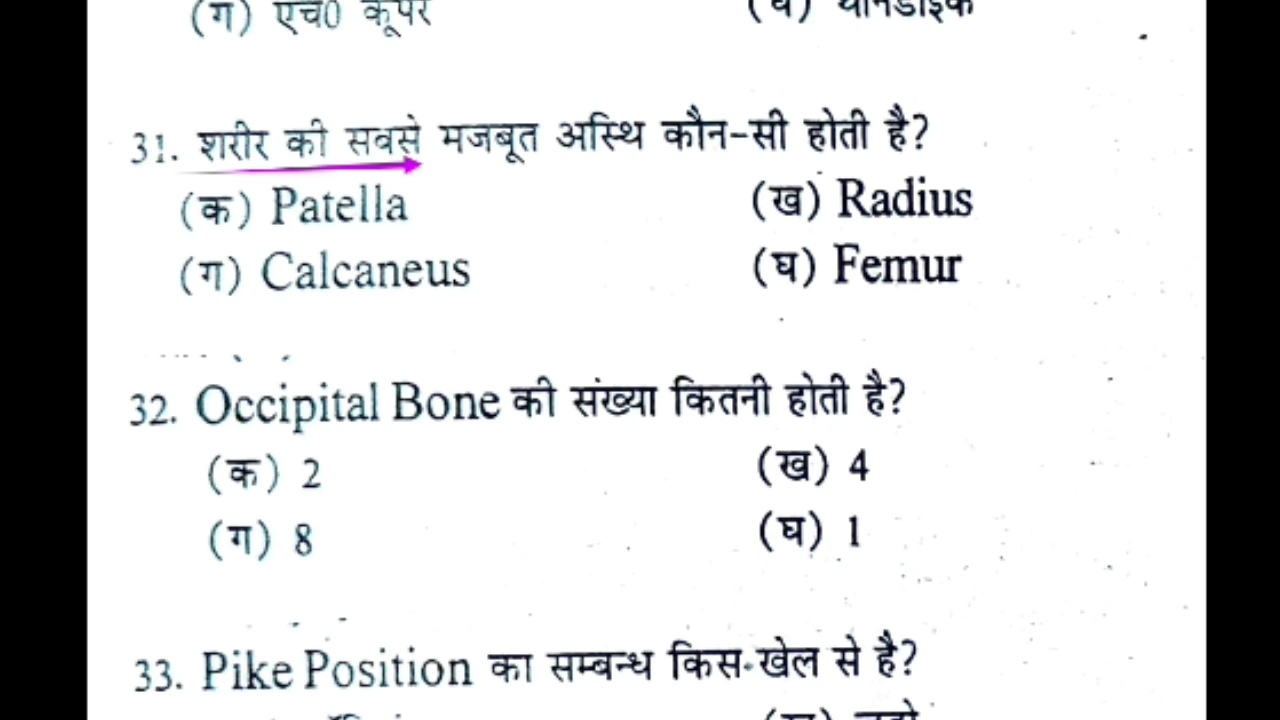 (ग) एच0 कूपर
31. शरीर की सबसे मजबूत अस्थि कौन-सी होती है?
(क) Patella (ख) Radius
(ग) Calcaneus (घ) Femur
32. Occipital Bone की संख्या कितनी होती है?
(क) 2 (ख) 4
(ग) 8 (घ) 1
33. Pike Position का सम्बन्ध किस खेल से है?